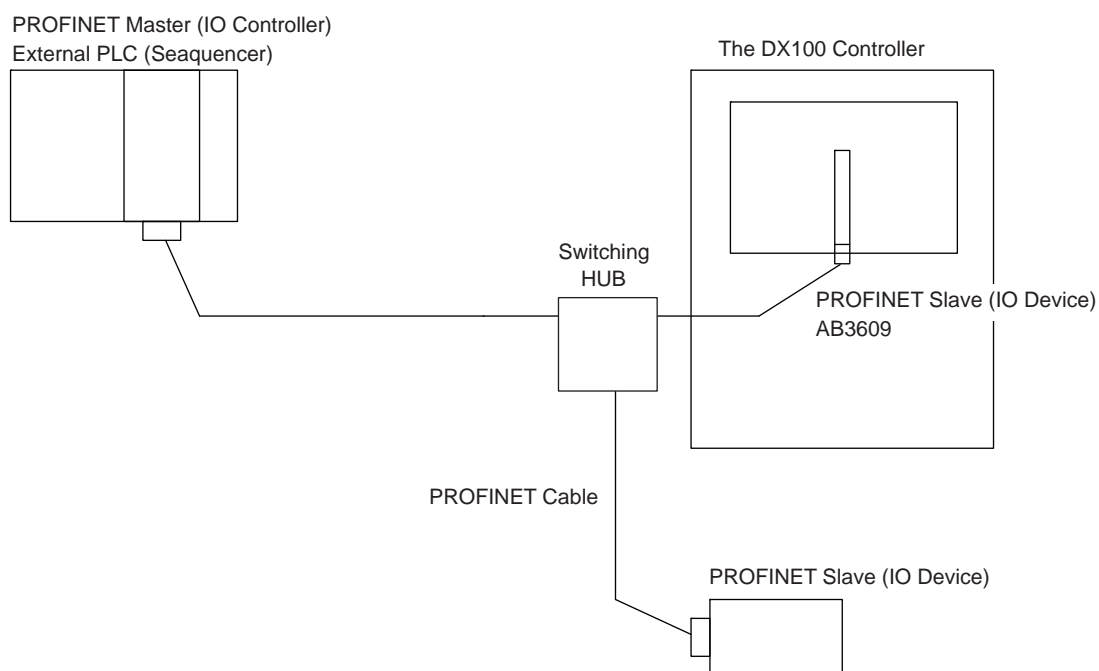 PROFINET Master (IO Controller)
External PLC (Seaquencer)
The DX100 Controller
Switching
HUB
PROFINET Slave (IO Device)
AB3609
PROFINET Cable
PROFINET Slave (IO Device)